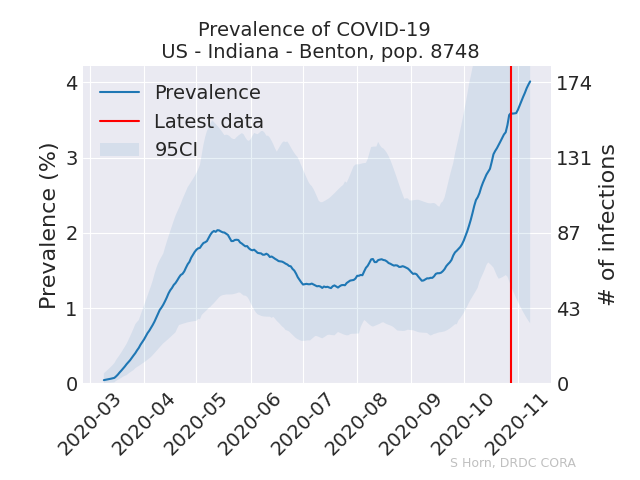 Prevalence of COVID-19
US - Indiana - Benton, pop. 8748
Prevalence
Latest data
95CI
Prevalence (%)
4
3
2
1
0
# of infections
174
131
87
43
0
2020-03
2020-04
2020-05
2020-06
2020-07
2020-08
2020-09
2020-10
2020-11
S Horn, DRDC CORA